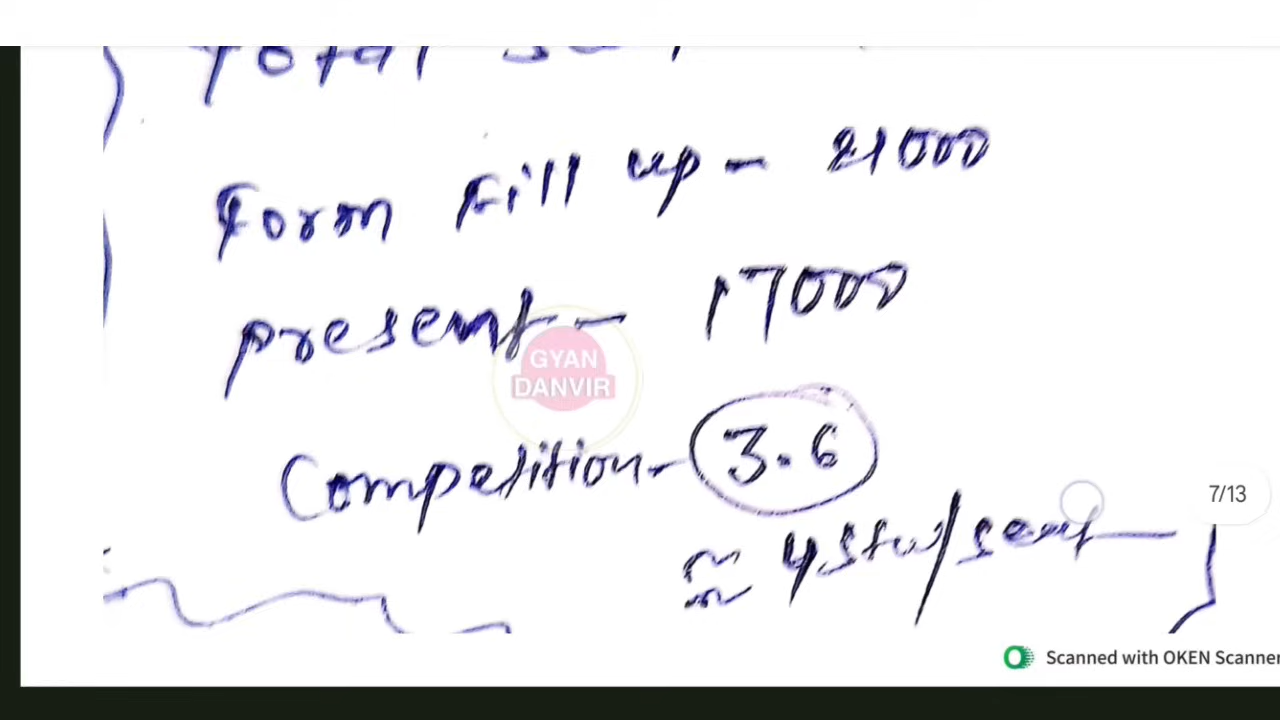 Total
Form Fill up - 21000
present - 17000
GYAN
DANVIR
Competition - 3.6
≈ 4 stu/seat
7/13
Scanned with OKEN Scanner